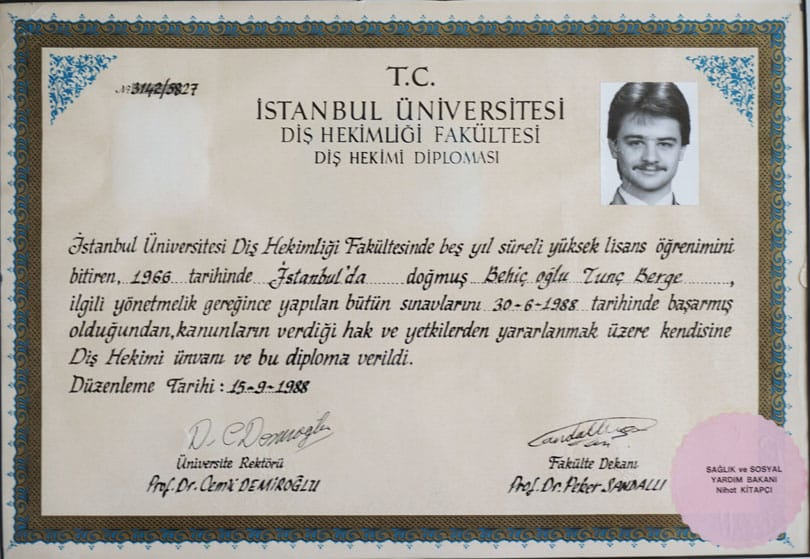 № 3142/5827
T.C.
İSTANBUL ÜNİVERSİTESİ
DİŞ HEKİMLİĞİ FAKÜLTESİ
DİŞ HEKİMİ DİPLOMASI
İstanbul Üniversitesi Diş Hekimliği Fakültesinde beş yıl süreli yüksek lisans öğrenimini
bitiren, 1966 tarihinde İstanbul'da doğmuş Behiç oğlu Tunç Berge ,
ilgili yönetmelik gereğince yapılan bütün sınavlarını 30-6-1988 tarihinde başarmış
olduğundan, kanunların verdiği hak ve yetkilerden yararlanmak üzere kendisine
Diş Hekimi ünvanı ve bu diploma verildi.
Düzenleme Tarihi : 15-9-1988
Üniversite Rektörü
Prof. Dr. Cemi DEMİROĞLU
Fakülte Dekanı
Prof. Dr. Peker SANDALLI
SAĞLIK ve SOSYAL
YARDIM BAKANI
Nihat KİTAPÇI